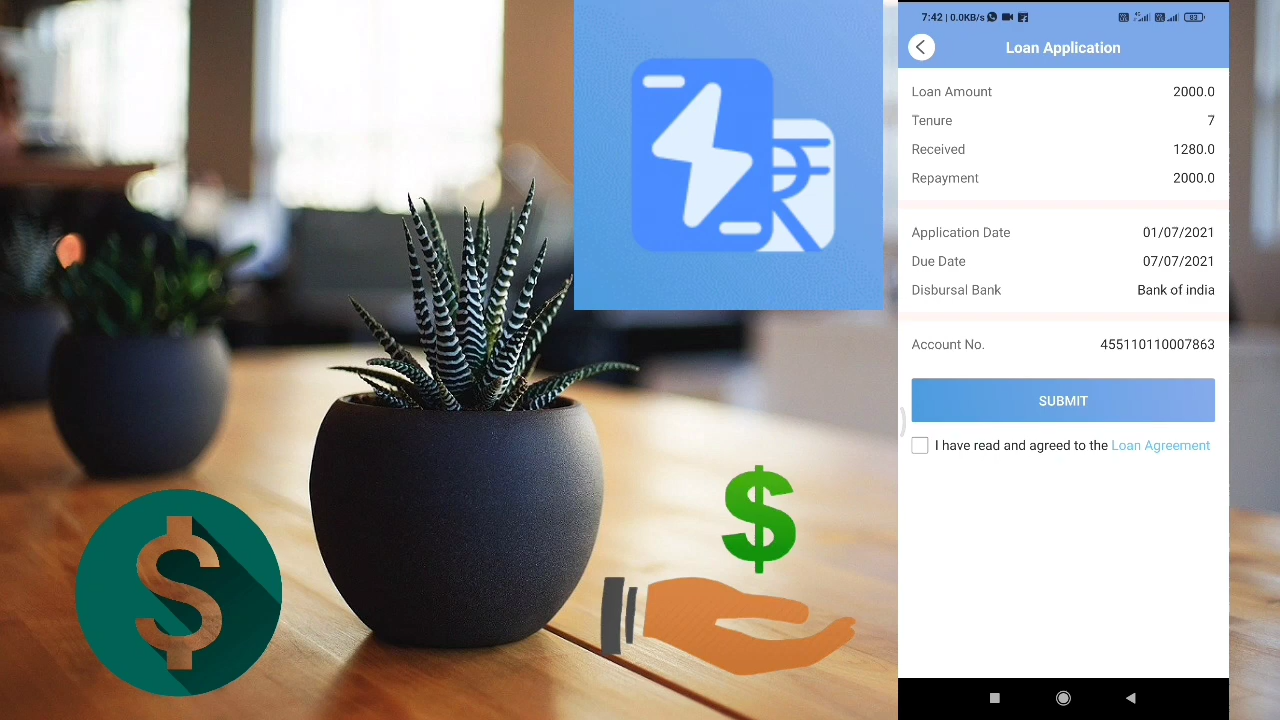 7:42 | 0.0KB/s
83
Loan Application
Loan Amount 2000.0
Tenure 7
Received 1280.0
Repayment 2000.0
Application Date 01/07/2021
Due Date 07/07/2021
Disbursal Bank Bank of india
Account No. 455110110007863
SUBMIT
I have read and agreed to the Loan Agreement